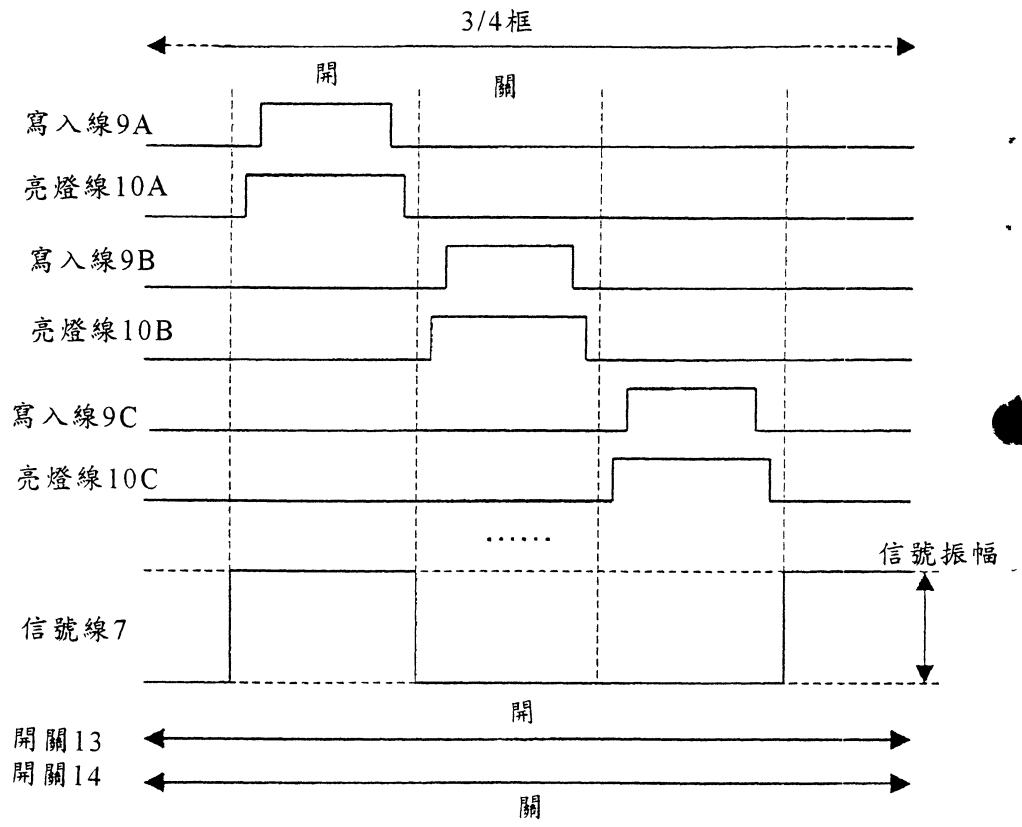 3/4框
開
關
寫入線9A
亮燈線10A
寫入線9B
亮燈線10B
寫入線9C
亮燈線10C
······
信號振幅
信號線7
開
開關13
開關14
關